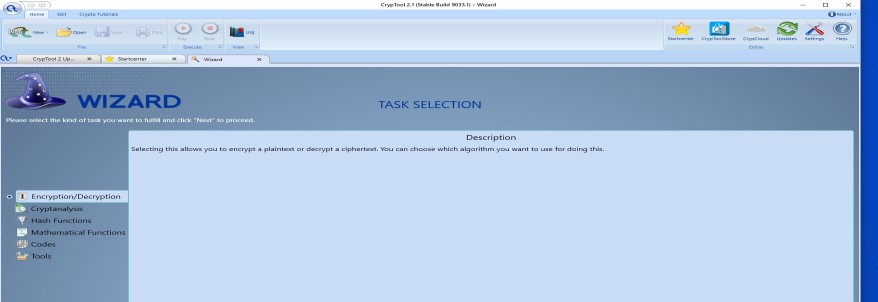 CrypTool 2.1 (Stable Build 9033.1) – Wizard
Home Edit Crypto Tutorials About
New Open Save Print Play Stop Log Startcenter CrypToolStore CrypCloud Updates Settings Help
File Execute View Extras
CrypTool 2 Up... Startcenter Wizard
WIZARD
TASK SELECTION
Please select the kind of task you want to fulfill and click "Next" to proceed.
Description
Selecting this allows you to encrypt a plaintext or decrypt a ciphertext. You can choose which algorithm you want to use for doing this.
Encryption/Decryption
Cryptanalysis
Hash Functions
Mathematical Functions
Codes
Tools